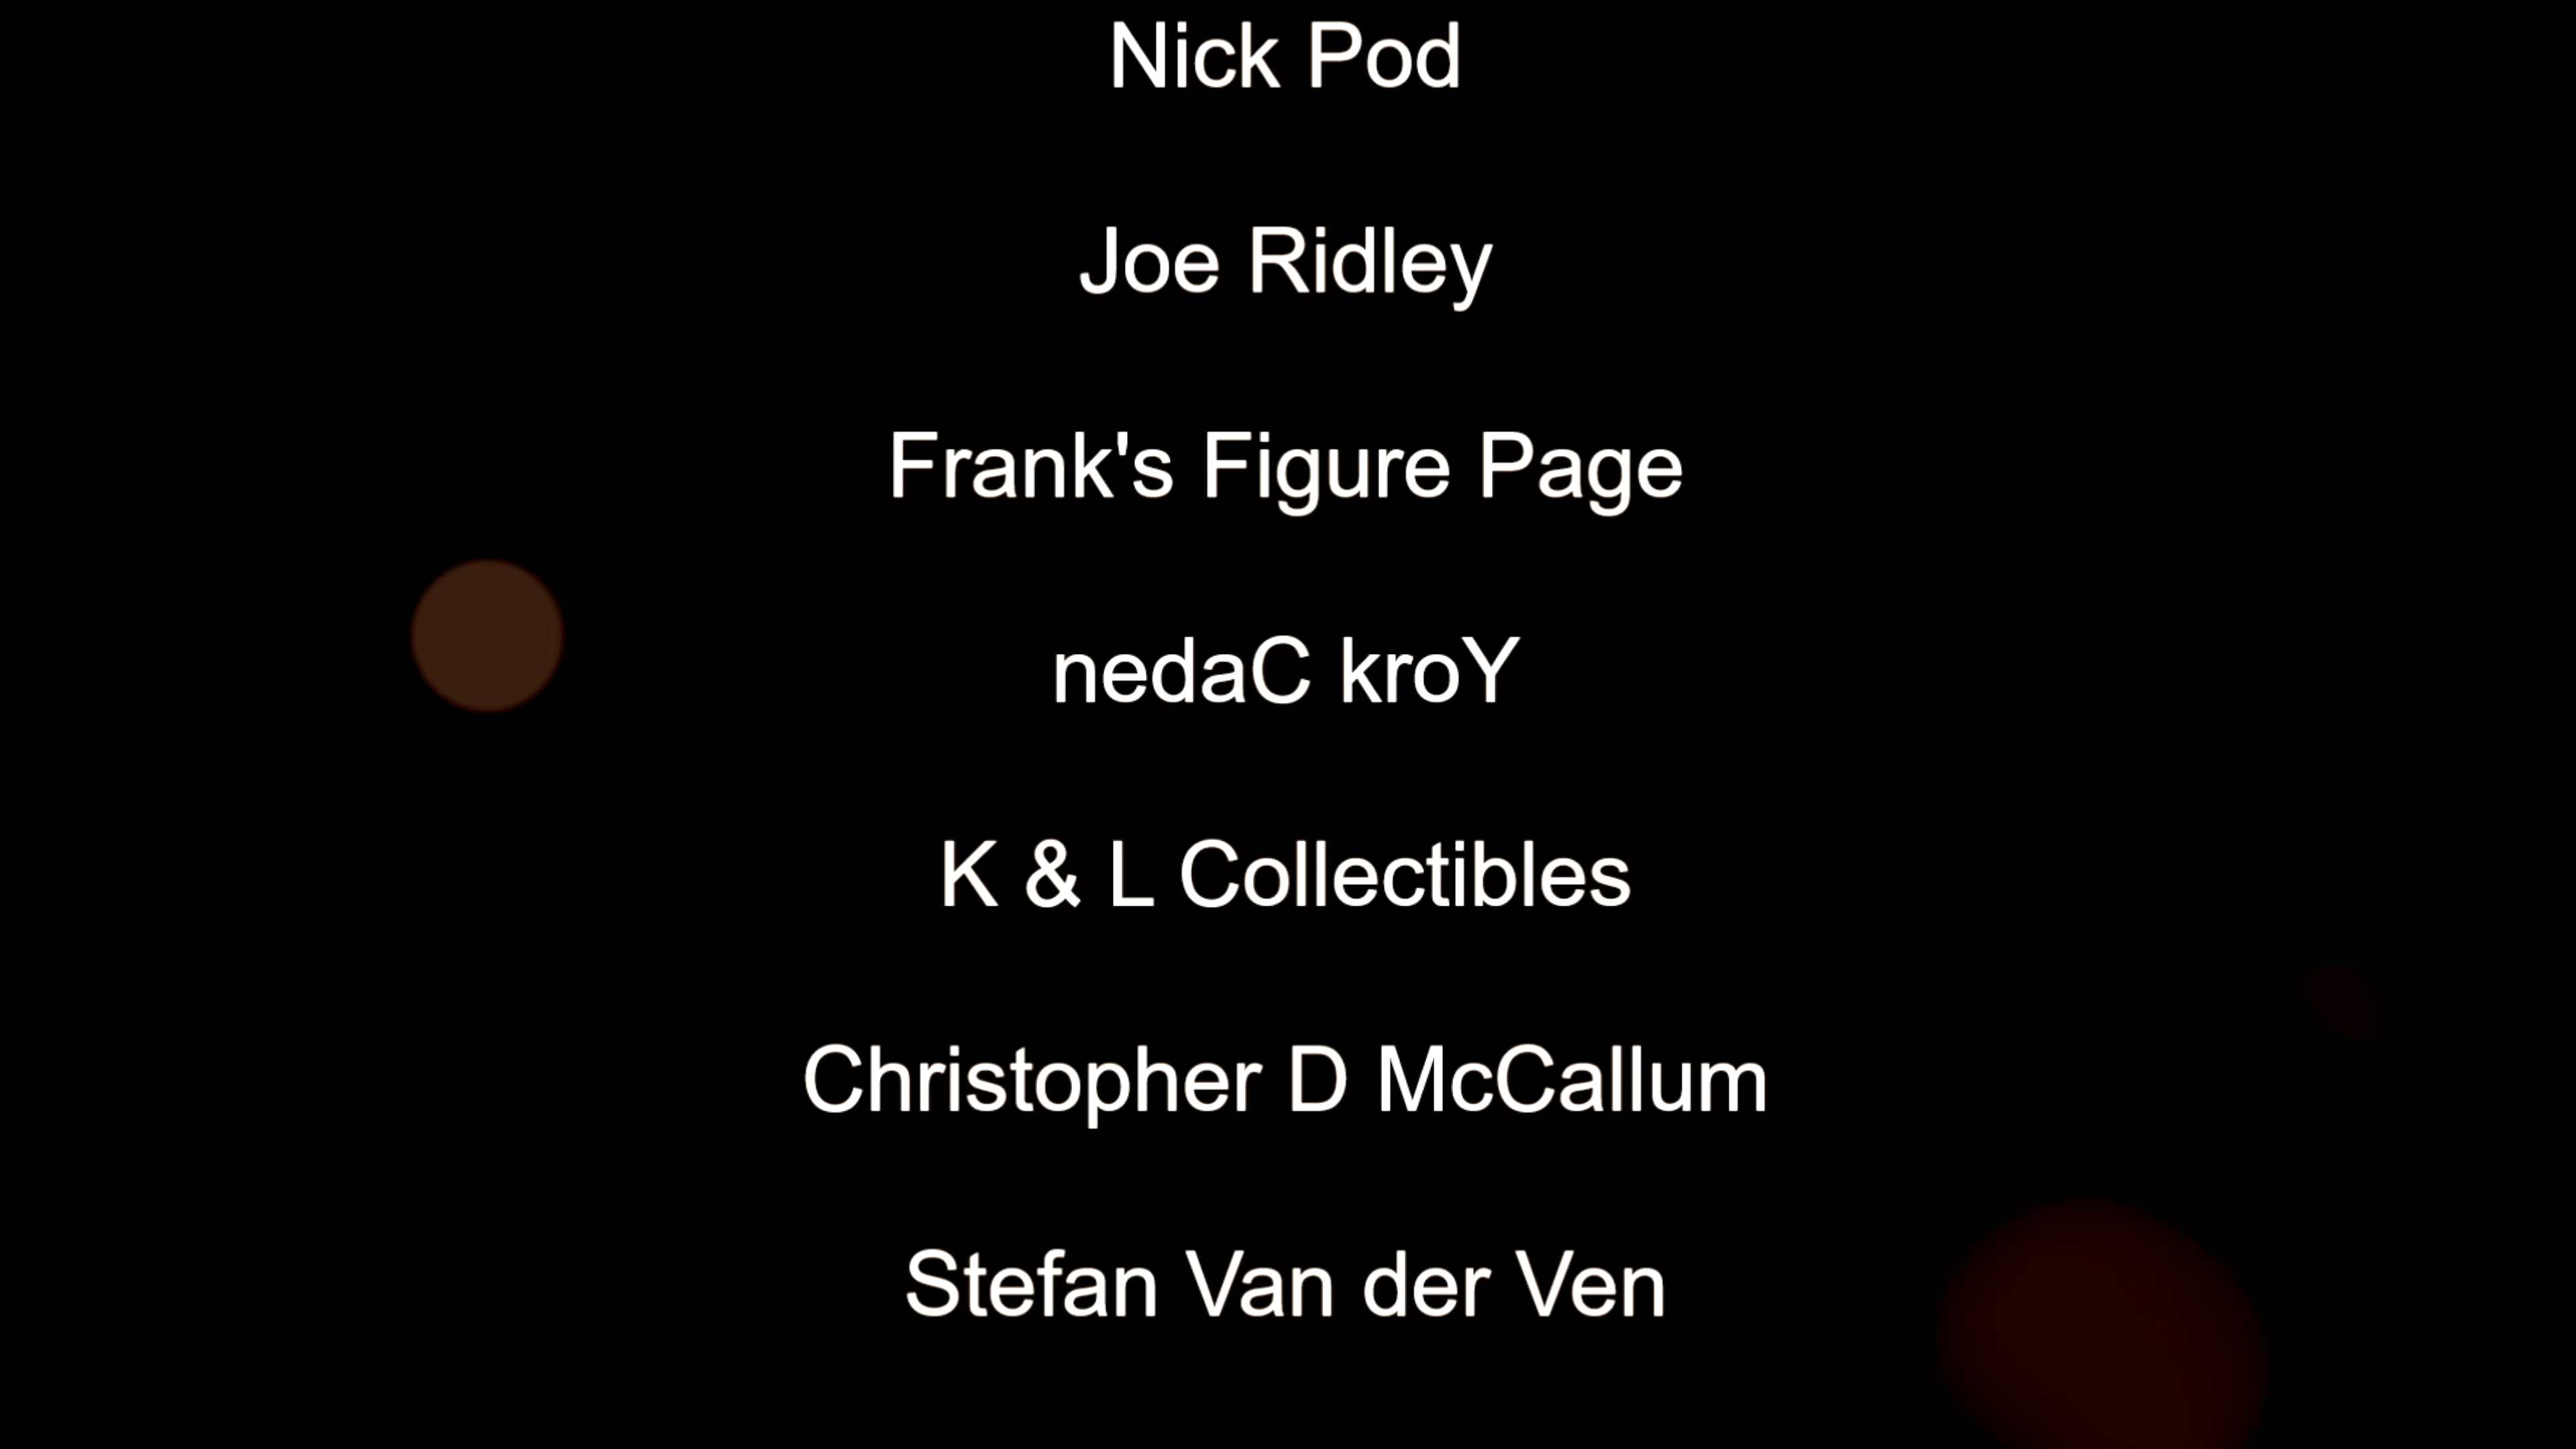 Nick Pod
Joe Ridley
Frank's Figure Page
nedaC kroY
K & L Collectibles
Christopher D McCallum
Stefan Van der Ven